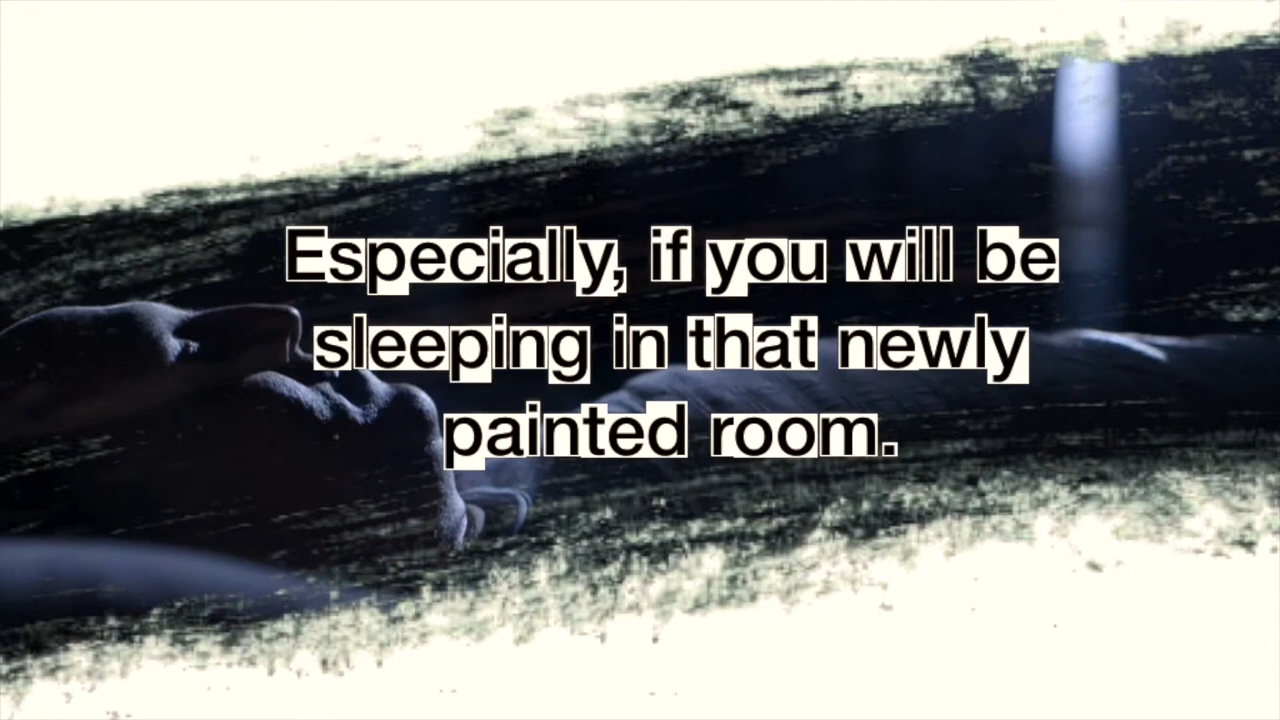 Especially, if you will be
sleeping in that newly
painted room.